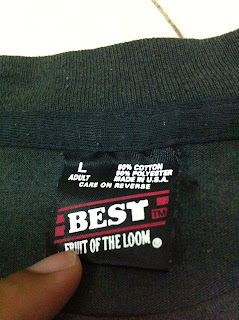 L
ADULT
50% COTTON
50% POLYESTER
MADE IN U.S.A.
CARE ON REVERSE
BEST TM
FRUIT OF THE LOOM ®